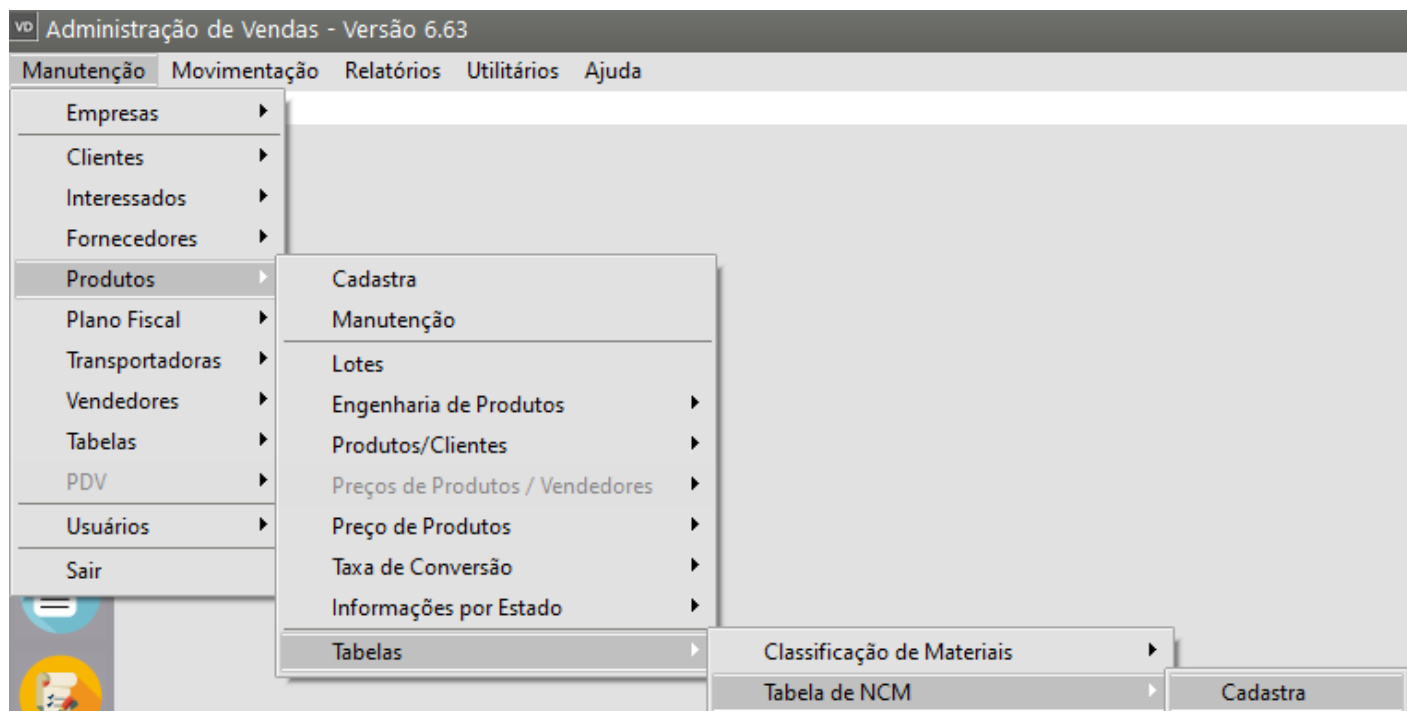 VD Administração de Vendas - Versão 6.63
Manutenção Movimentação Relatórios Utilitários Ajuda
Empresas
Clientes
Interessados
Fornecedores
Produtos
Plano Fiscal
Transportadoras
Vendedores
Tabelas
PDV
Usuários
Sair
Cadastra
Manutenção
Lotes
Engenharia de Produtos
Produtos/Clientes
Preços de Produtos / Vendedores
Preço de Produtos
Taxa de Conversão
Informações por Estado
Tabelas
Classificação de Materiais
Tabela de NCM
Cadastra